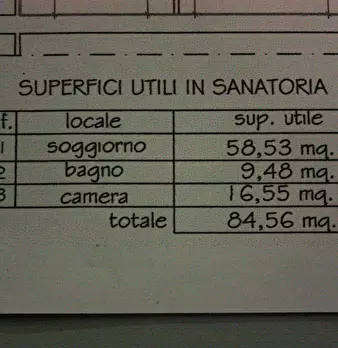 SUPERFICI UTILI IN SANATORIA
f. locale sup. utile
1 soggiorno 58,53 mq.
2 bagno 9,48 mq.
3 camera 16,55 mq.
totale 84,56 mq.